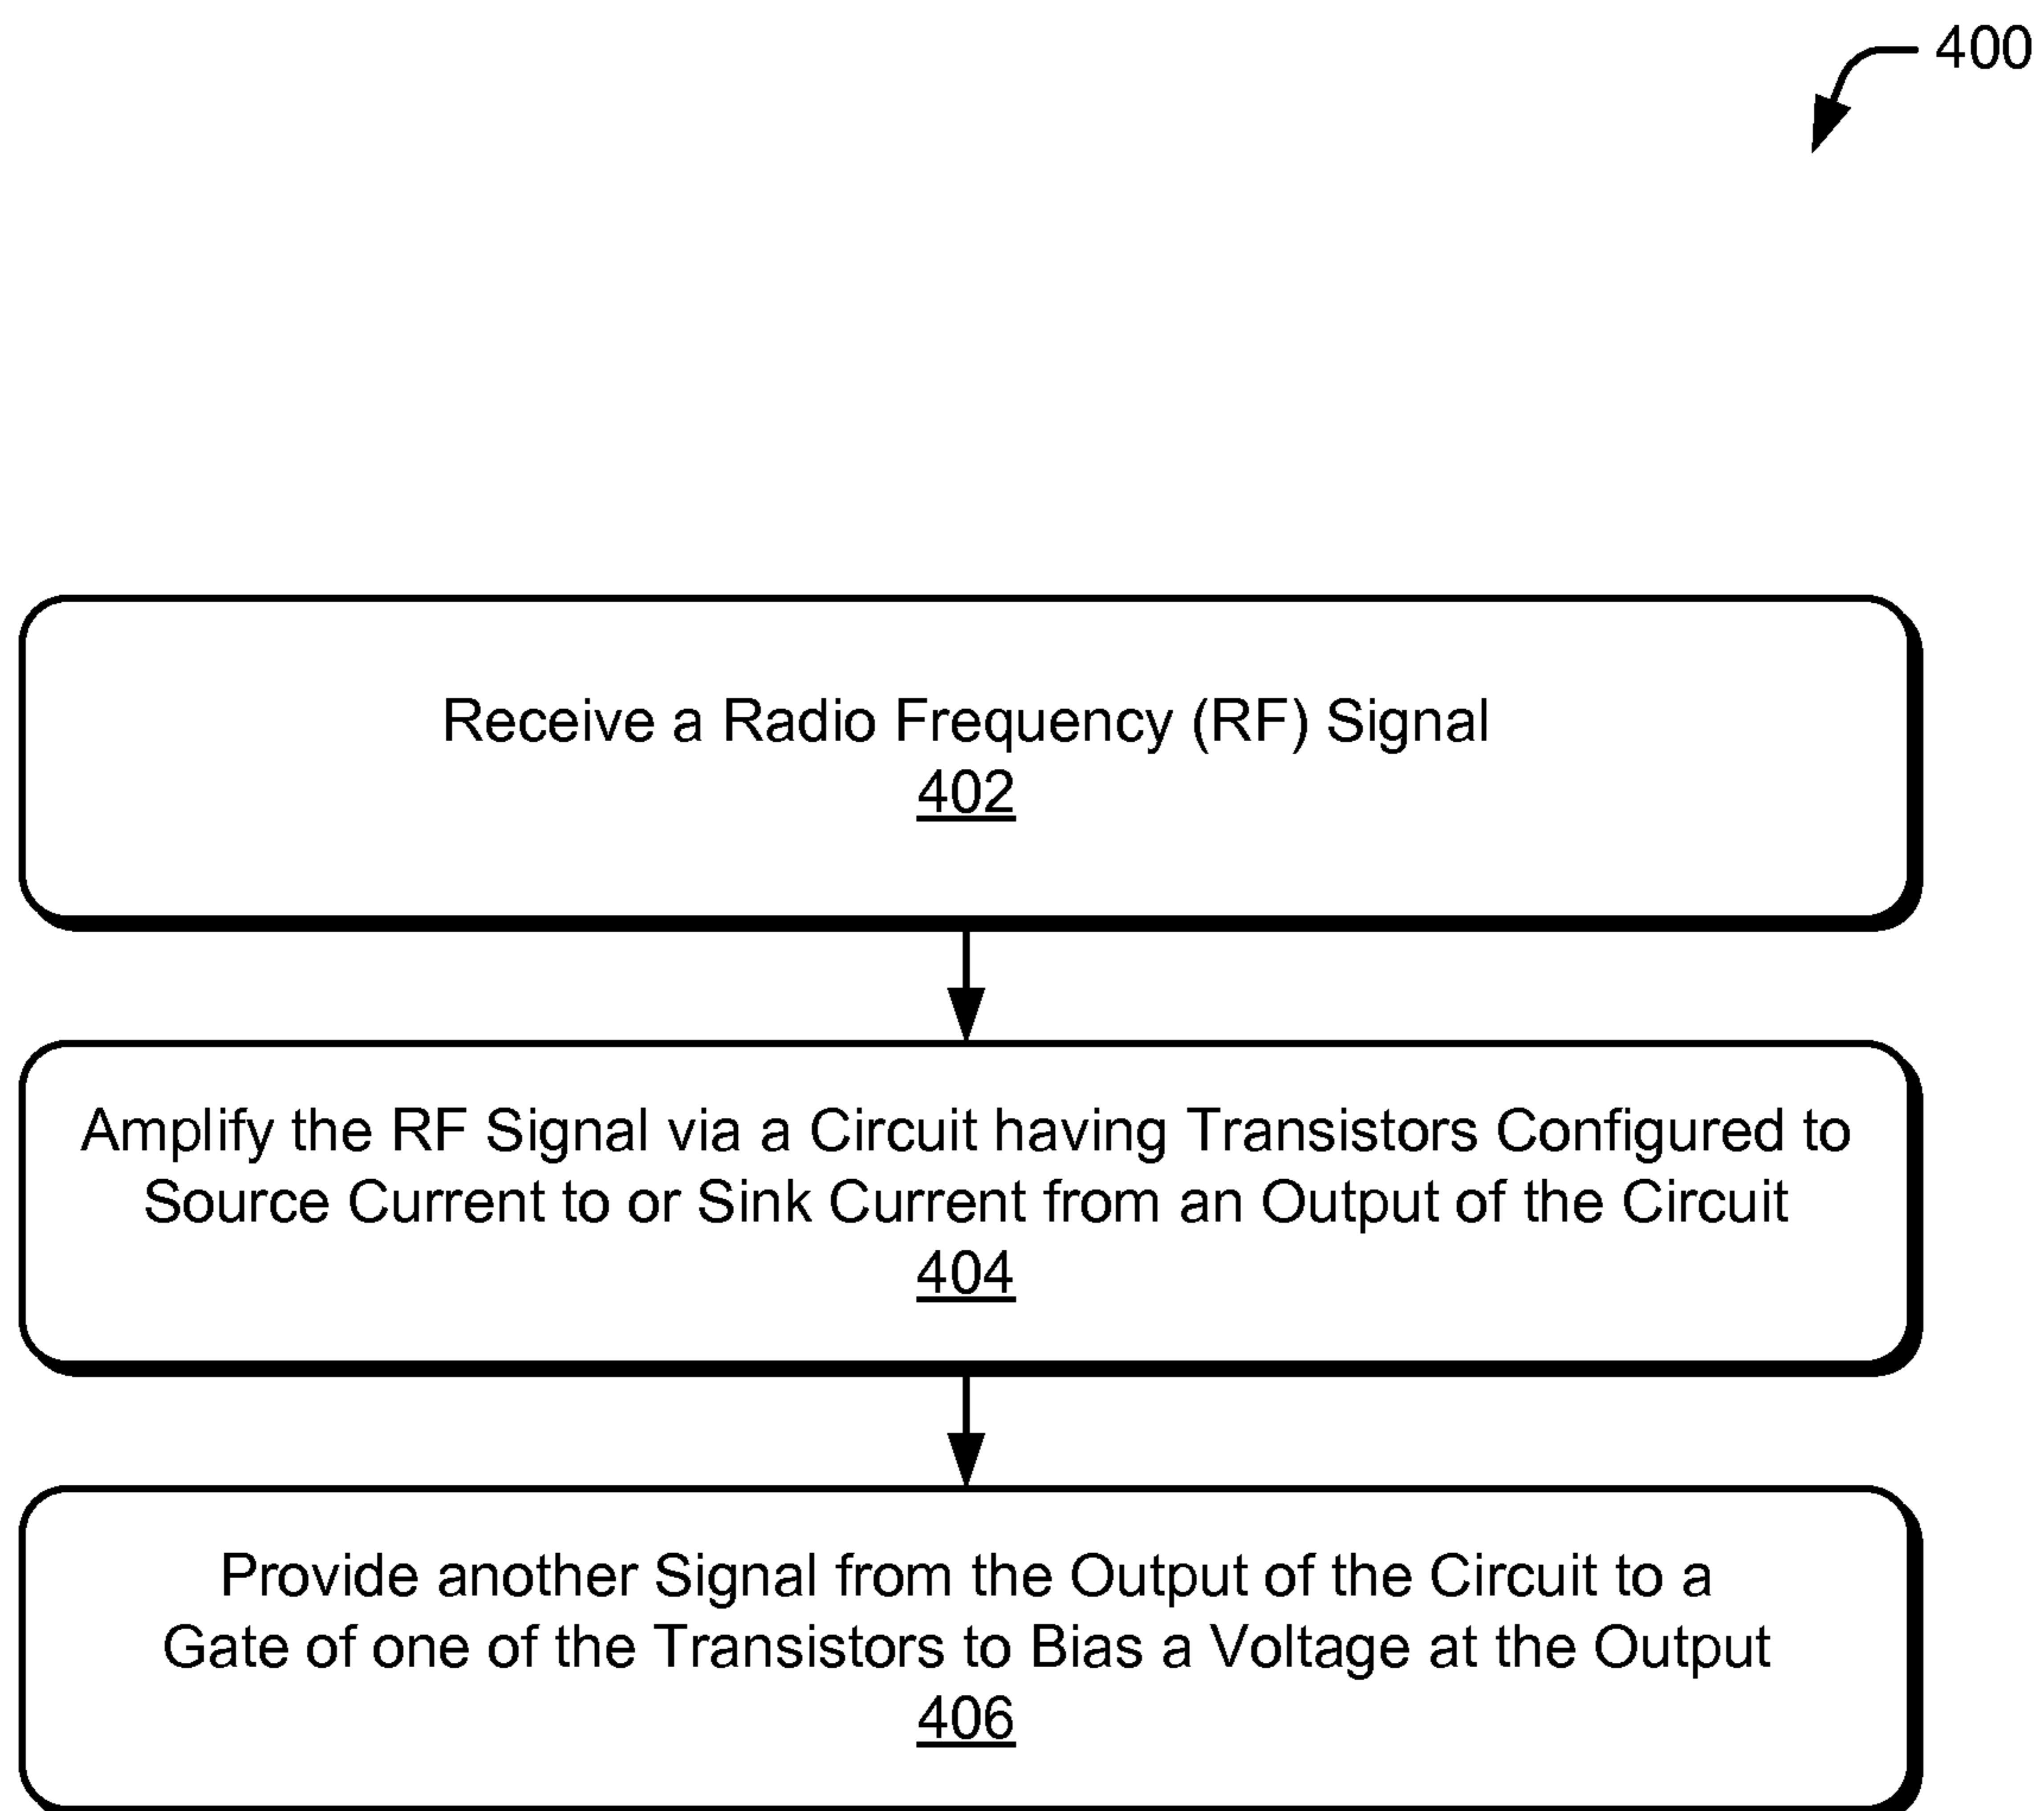 400
Receive a Radio Frequency (RF) Signal
402
Amplify the RF Signal via a Circuit having Transistors Configured to
Source Current to or Sink Current from an Output of the Circuit
404
Provide another Signal from the Output of the Circuit to a
Gate of one of the Transistors to Bias a Voltage at the Output
406